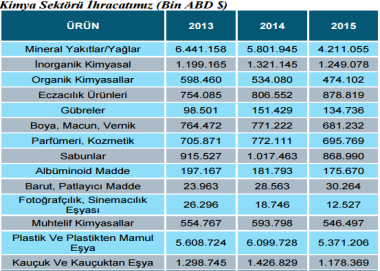 Kimya Sektörü İhracatımız (Bin ABD $)
ÜRÜN 2013 2014 2015
Mineral Yakıtlar/Yağlar 6.441.158 5.801.945 4.211.055
İnorganik Kimyasal 1.199.165 1.321.145 1.249.078
Organik Kimyasallar 598.460 534.080 474.102
Eczacılık Ürünleri 754.085 806.552 878.819
Gübreler 98.501 151.429 134.736
Boya, Macun, Vernik 764.472 771.222 681.232
Parfümeri, Kozmetik 705.871 772.111 695.769
Sabunlar 915.527 1.017.463 868.990
Albüminoid Madde 197.167 181.793 175.670
Barut, Patlayıcı Madde 23.963 28.563 30.264
Fotoğrafçılık, Sinemacılık
Eşyası 26.296 18.746 12.527
Muhtelif Kimyasallar 554.767 593.798 546.497
Plastik Ve Plastikten Mamul
Eşya 5.608.724 6.099.728 5.371.206
Kauçuk Ve Kauçuktan Eşya 1.298.745 1.426.829 1.178.369